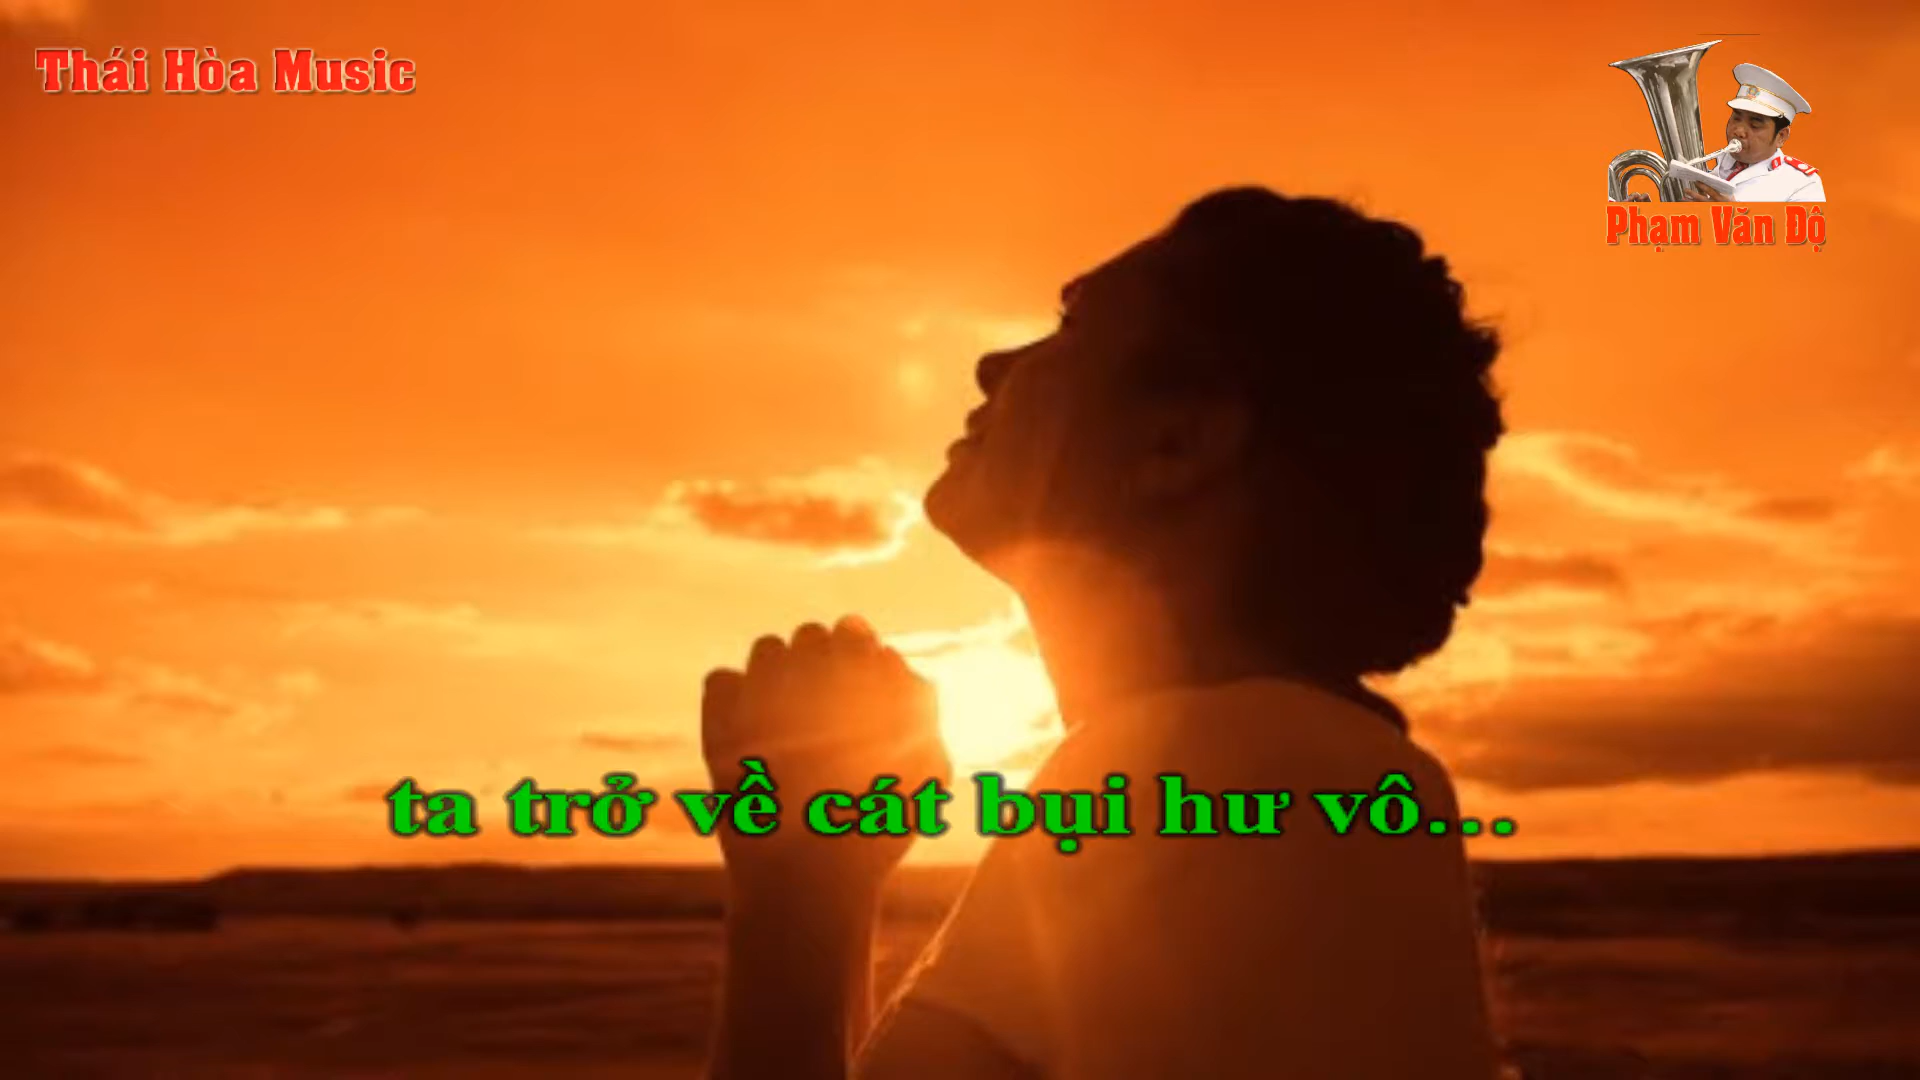 Thái Hòa Music
Phạm Văn Độ
ta trở về cát bụi hư vô...